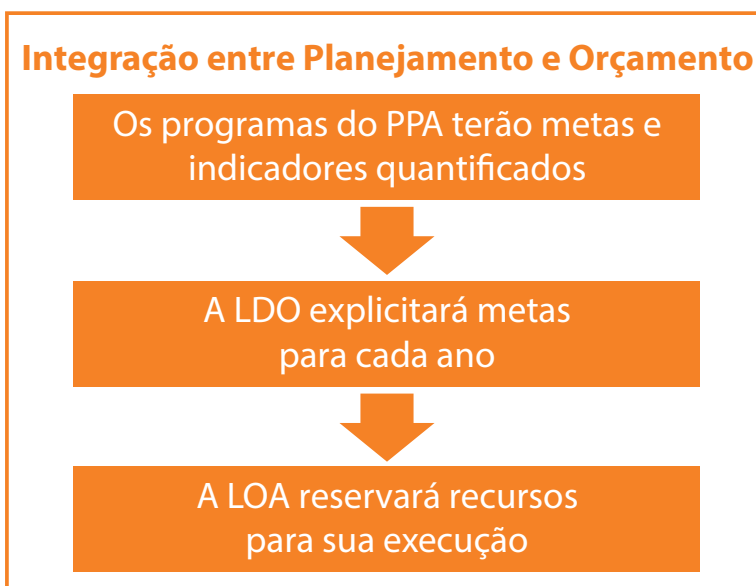 Integração entre Planejamento e Orçamento
Os programas do PPA terão metas e
indicadores quantificados
A LDO explicitará metas
para cada ano
A LOA reservará recursos
para sua execução